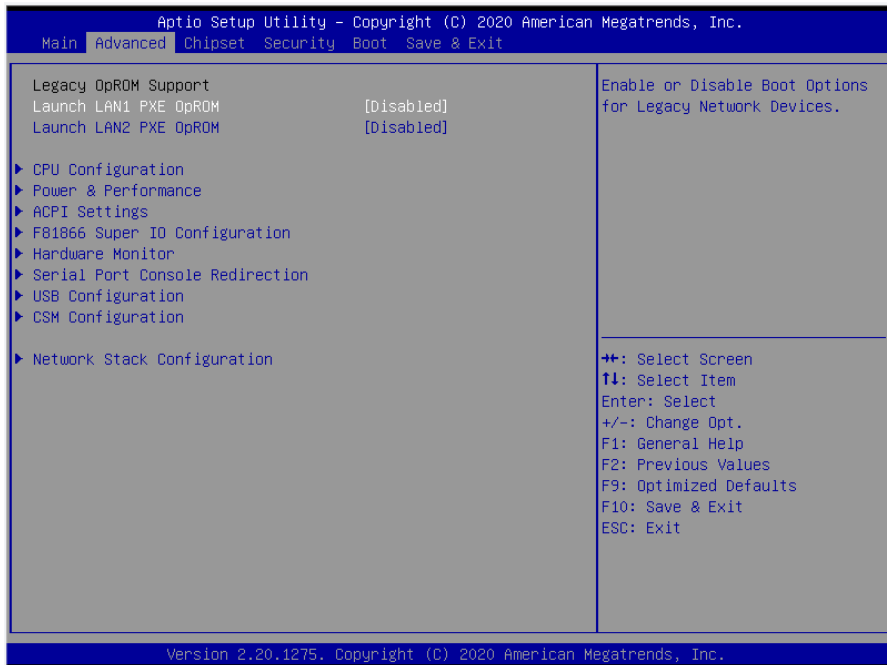 Aptio Setup Utility – Copyright (C) 2020 American Megatrends, Inc.
Main Advanced Chipset Security Boot Save & Exit
Legacy OpROM Support
Launch LAN1 PXE OpROM [Disabled]
Launch LAN2 PXE OpROM [Disabled]
CPU Configuration
Power & Performance
ACPI Settings
F81866 Super IO Configuration
Hardware Monitor
Serial Port Console Redirection
USB Configuration
CSM Configuration
Network Stack Configuration
Enable or Disable Boot Options
for Legacy Network Devices.
→←: Select Screen
↑↓: Select Item
Enter: Select
+/-: Change Opt.
F1: General Help
F2: Previous Values
F9: Optimized Defaults
F10: Save & Exit
ESC: Exit
Version 2.20.1275. Copyright (C) 2020 American Megatrends, Inc.